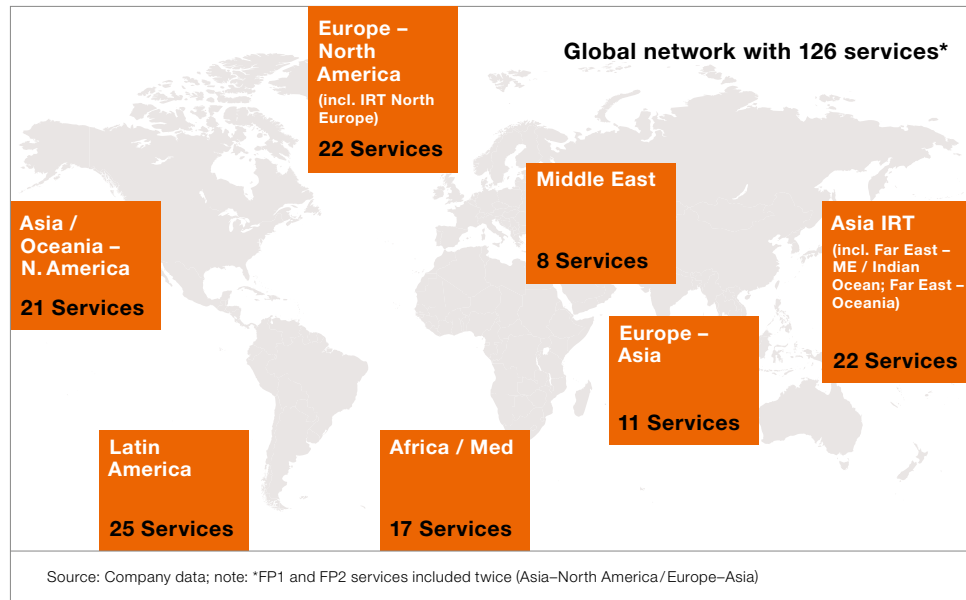 Global network with 126 services*
Europe –
North
America
(incl. IRT North
Europe)
22 Services
Middle East
8 Services
Asia /
Oceania –
N. America
21 Services
Asia IRT
(incl. Far East –
ME / Indian
Ocean; Far East –
Oceania)
22 Services
Europe –
Asia
11 Services
Latin
America
25 Services
Africa / Med
17 Services
Source: Company data; note: *FP1 and FP2 services included twice (Asia–North America / Europe–Asia)